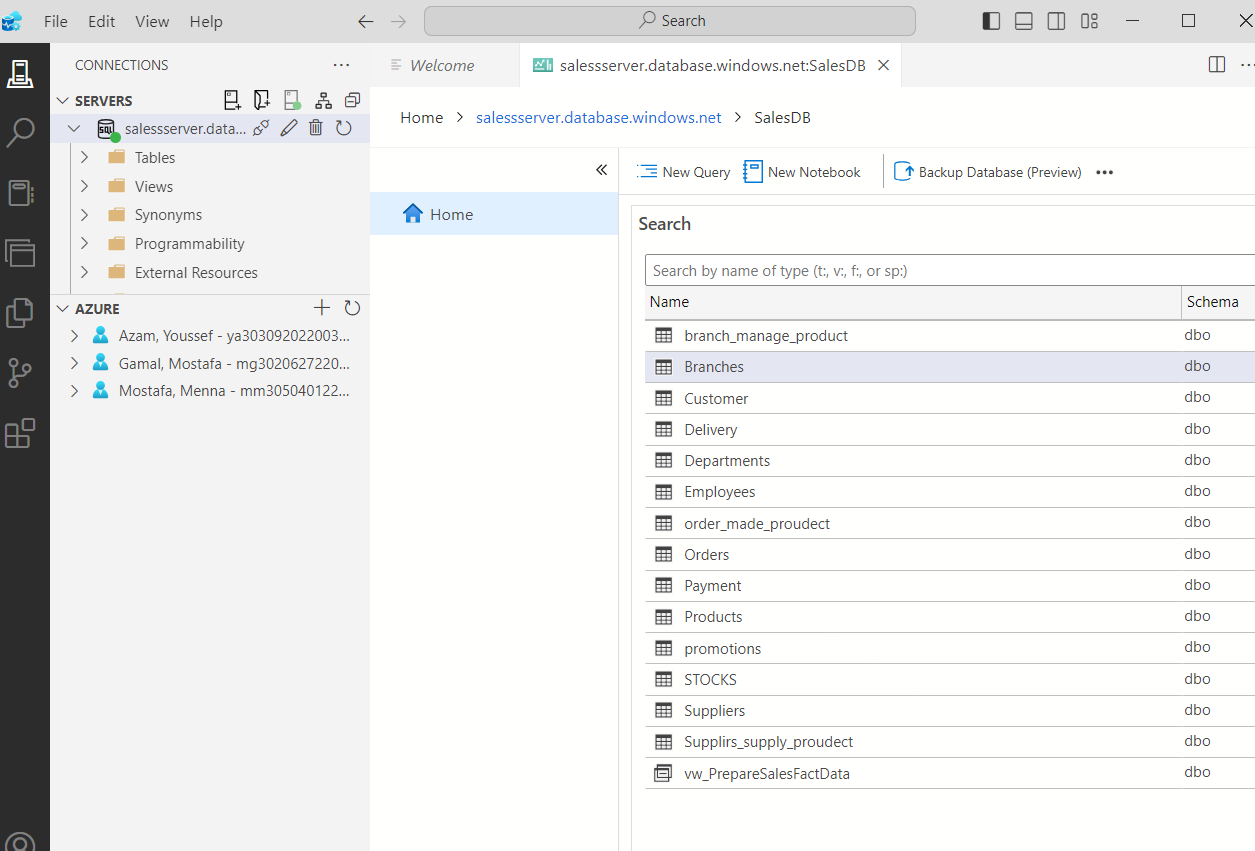 File Edit View Help Search
CONNECTIONS ...
SERVERS
salessserver.data...
Tables
Views
Synonyms
Programmability
External Resources
AZURE
Azam, Youssef - ya303092022003...
Gamal, Mostafa - mg3020627220...
Mostafa, Menna - mm305040122...
Welcome salessserver.database.windows.net:SalesDB
Home > salessserver.database.windows.net > SalesDB
Home
New Query New Notebook Backup Database (Preview)
Search
Search by name of type (t:, v:, f:, or sp:)
Name Schema
branch_manage_product dbo
Branches dbo
Customer dbo
Delivery dbo
Departments dbo
Employees dbo
order_made_proudect dbo
Orders dbo
Payment dbo
Products dbo
promotions dbo
STOCKS dbo
Suppliers dbo
Supplirs_supply_proudect dbo
vw_PrepareSalesFactData dbo